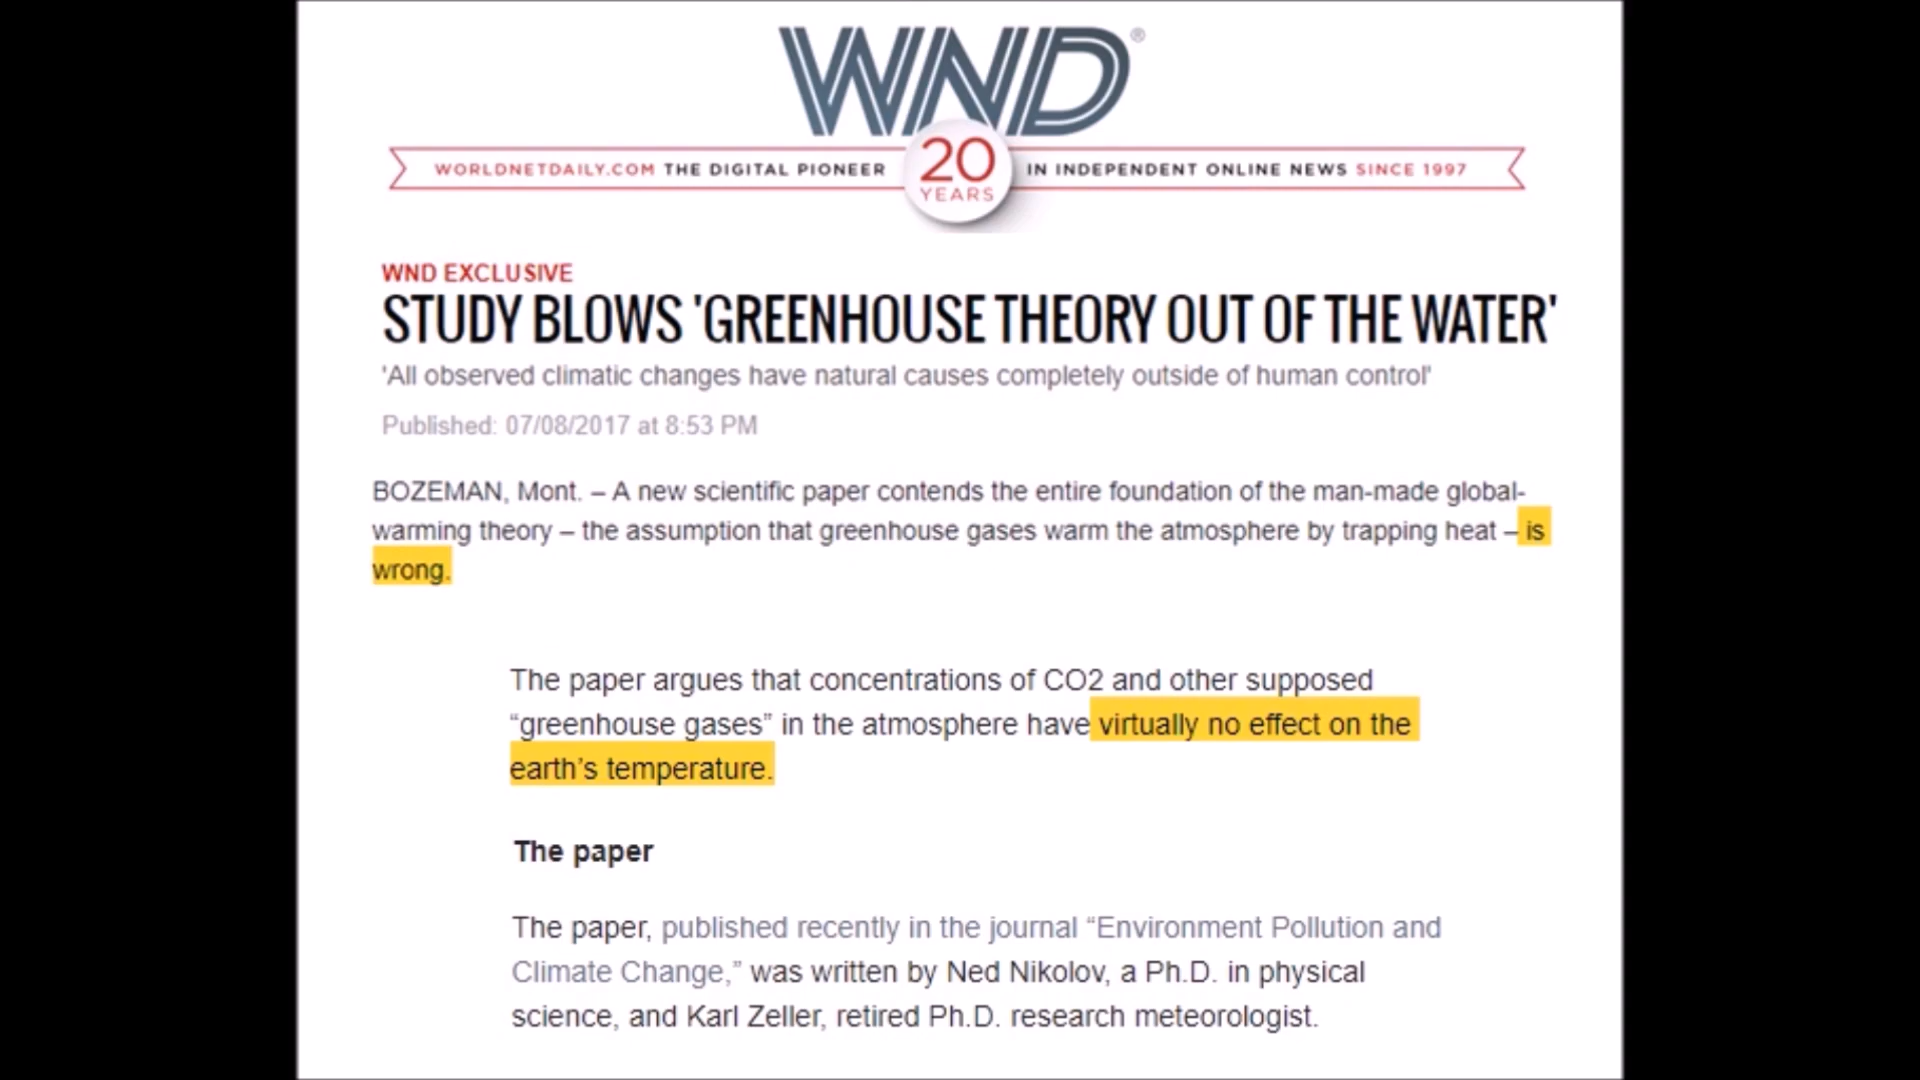 WND®
WORLDNETDAILY.COM THE DIGITAL PIONEER 20 YEARS IN INDEPENDENT ONLINE NEWS SINCE 1997
WND EXCLUSIVE
STUDY BLOWS 'GREENHOUSE THEORY OUT OF THE WATER'
'All observed climatic changes have natural causes completely outside of human control'
Published: 07/08/2017 at 8:53 PM
BOZEMAN, Mont. – A new scientific paper contends the entire foundation of the man-made global-
warming theory – the assumption that greenhouse gases warm the atmosphere by trapping heat – is
wrong.
The paper argues that concentrations of CO2 and other supposed
“greenhouse gases” in the atmosphere have virtually no effect on the
earth’s temperature.
The paper
The paper, published recently in the journal “Environment Pollution and
Climate Change,” was written by Ned Nikolov, a Ph.D. in physical
science, and Karl Zeller, retired Ph.D. research meteorologist.